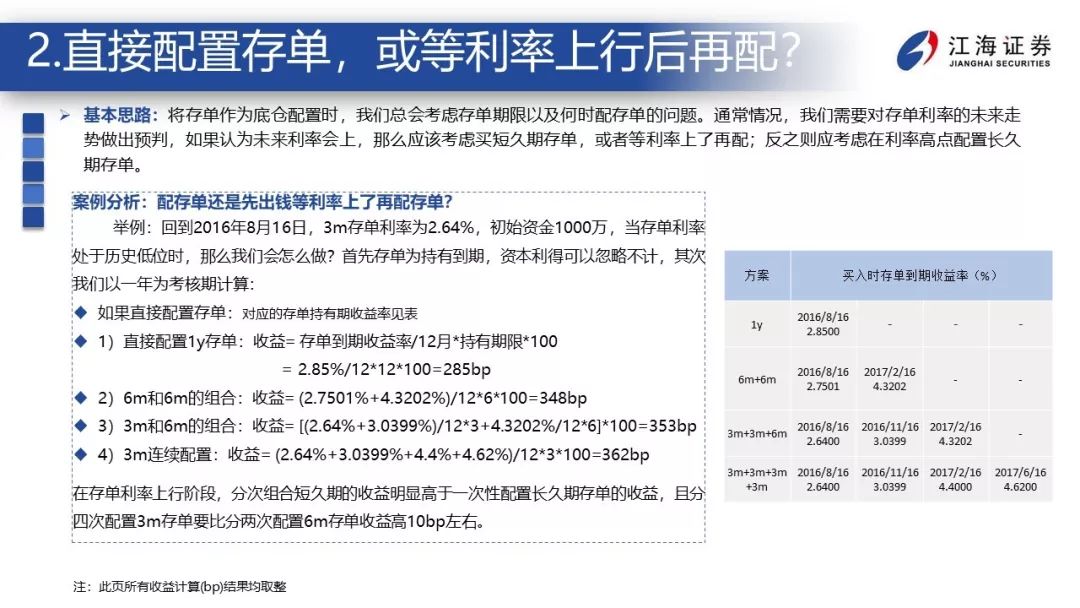 2.直接配置存单，或等利率上行后再配？
江海证券
JIANGHAI SECURITIES
基本思路：将存单作为底仓配置时，我们总会考虑存单期限以及何时配存单的问题。通常情况，我们需要对存单利率的未来走
势做出预判，如果认为未来利率会上，那么应该考虑买短久期存单，或者等利率上了再配；反之则应考虑在利率高点配置长久
期存单。
案例分析：配存单还是先出钱等利率上了再配存单？
举例：回到2016年8月16日，3m存单利率为2.64%，初始资金1000万，当存单利率
处于历史低位时，那么我们会怎么做？首先存单为持有到期，资本利得可以忽略不计，其次
我们以一年为考核期计算：
如果直接配置存单：对应的存单持有期收益率见表
1）直接配置1y存单：收益= 存单到期收益率/12月*持有期限*100
= 2.85%/12*12*100=285bp
2）6m和6m的组合：收益= (2.7501%+4.3202%)/12*6*100=348bp
3）3m和6m的组合：收益= [(2.64%+3.0399%)/12*3+4.3202%/12*6]*100=353bp
4）3m连续配置：收益= (2.64%+3.0399%+4.4%+4.62%)/12*3*100=362bp
在存单利率上行阶段，分次组合短久期的收益明显高于一次性配置长久期存单的收益，且分
四次配置3m存单要比分两次配置6m存单收益高10bp左右。
方案 买入时存单到期收益率（%）
1y 2016/8/16 - - -
2.8500
6m+6m 2016/8/16 2017/2/16 - -
2.7501 4.3202
3m+3m+6m 2016/8/16 2016/11/16 2017/2/16 -
2.6400 3.0399 4.3202
3m+3m+3m 2016/8/16 2016/11/16 2017/2/16 2017/6/16
+3m 2.6400 3.0399 4.4000 4.6200
注：此页所有收益计算(bp)结果均取整